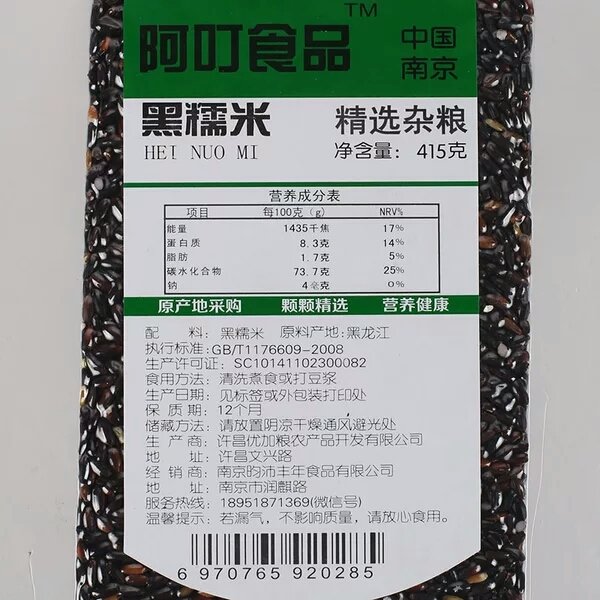 阿叮食品 TM
中国
南京
黑糯米
HEI NUO MI
精选杂粮
净含量: 415克
营养成分表
项目 每100克(g) NRV%
能量 1435千焦 17%
蛋白质 8.3克 14%
脂肪 1.7克 5%
碳水化合物 73.7克 25%
钠 4毫克 0%
原产地采购 颗颗精选 营养健康
配 料: 黑糯米 原料产地:黑龙江
执行标准:GB/T1176609-2008
生产许可证: SC10141102300082
食用方法: 清洗煮食或打豆浆
生产日期: 见标签或外包装打印处
保 质 期: 12个月
储藏方法: 请放置阴凉干燥通风避光处
生 产 商: 许昌优加粮农产品开发有限公司
地 址: 许昌文兴路
经 销 商: 南京昀沛丰年食品有限公司
地 址: 南京市润麒路
服务热线: 18951871369(微信号)
温馨提示: 若漏气，不影响质量，请放心食用。
6 970765 920285